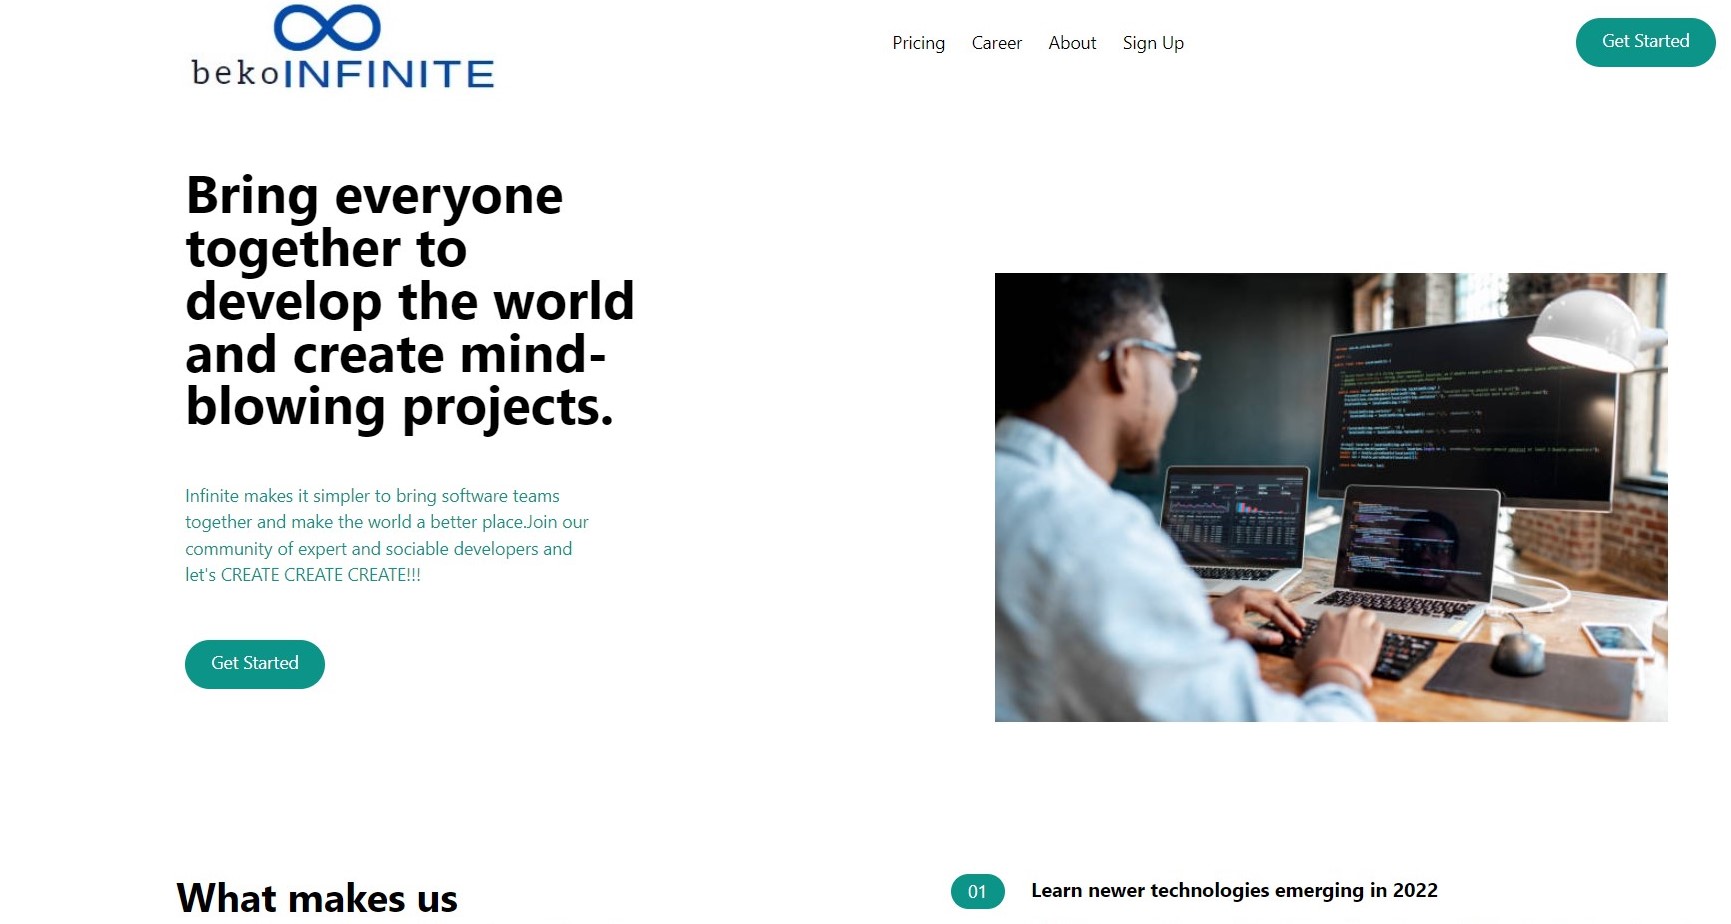 bekoINFINITE
Pricing Career About Sign Up
Get Started
Bring everyone
together to
develop the world
and create mind-
blowing projects.
Infinite makes it simpler to bring software teams
together and make the world a better place.Join our
community of expert and sociable developers and
let's CREATE CREATE CREATE!!!
Get Started
What makes us
01 Learn newer technologies emerging in 2022